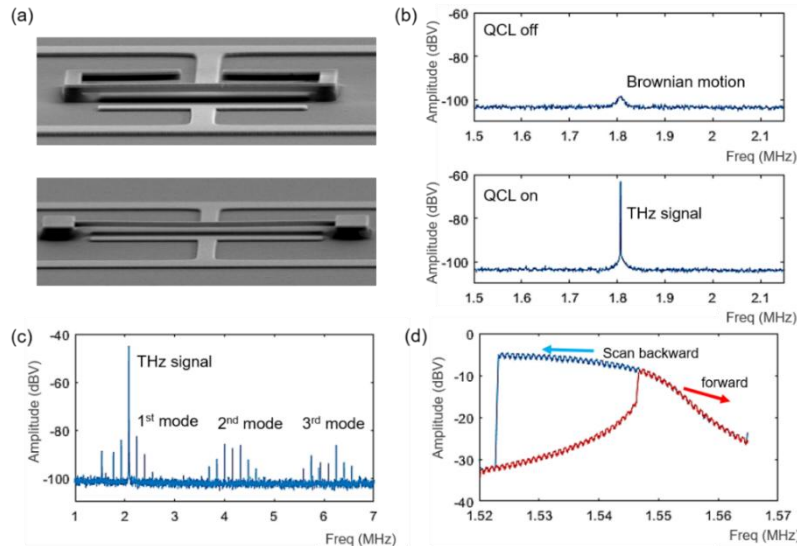 (a)
(b)
-60
QCL off
-80
Brownian motion
-100
Amplitude (dBV)
1.5 1.6 1.7 1.8 1.9 2 2.1
Freq (MHz)
-60
QCL on
THz signal
-80
-100
Amplitude (dBV)
1.5 1.6 1.7 1.8 1.9 2 2.1
Freq (MHz)
(c)
-40
THz signal
-60
1st mode 2nd mode 3rd mode
-80
-100
Amplitude (dBV)
1 2 3 4 5 6 7
Freq (MHz)
(d)
0
Scan backward
forward
-10
-20
-30
-40
Amplitude (dBV)
1.52 1.53 1.54 1.55 1.56 1.57
Freq (MHz)